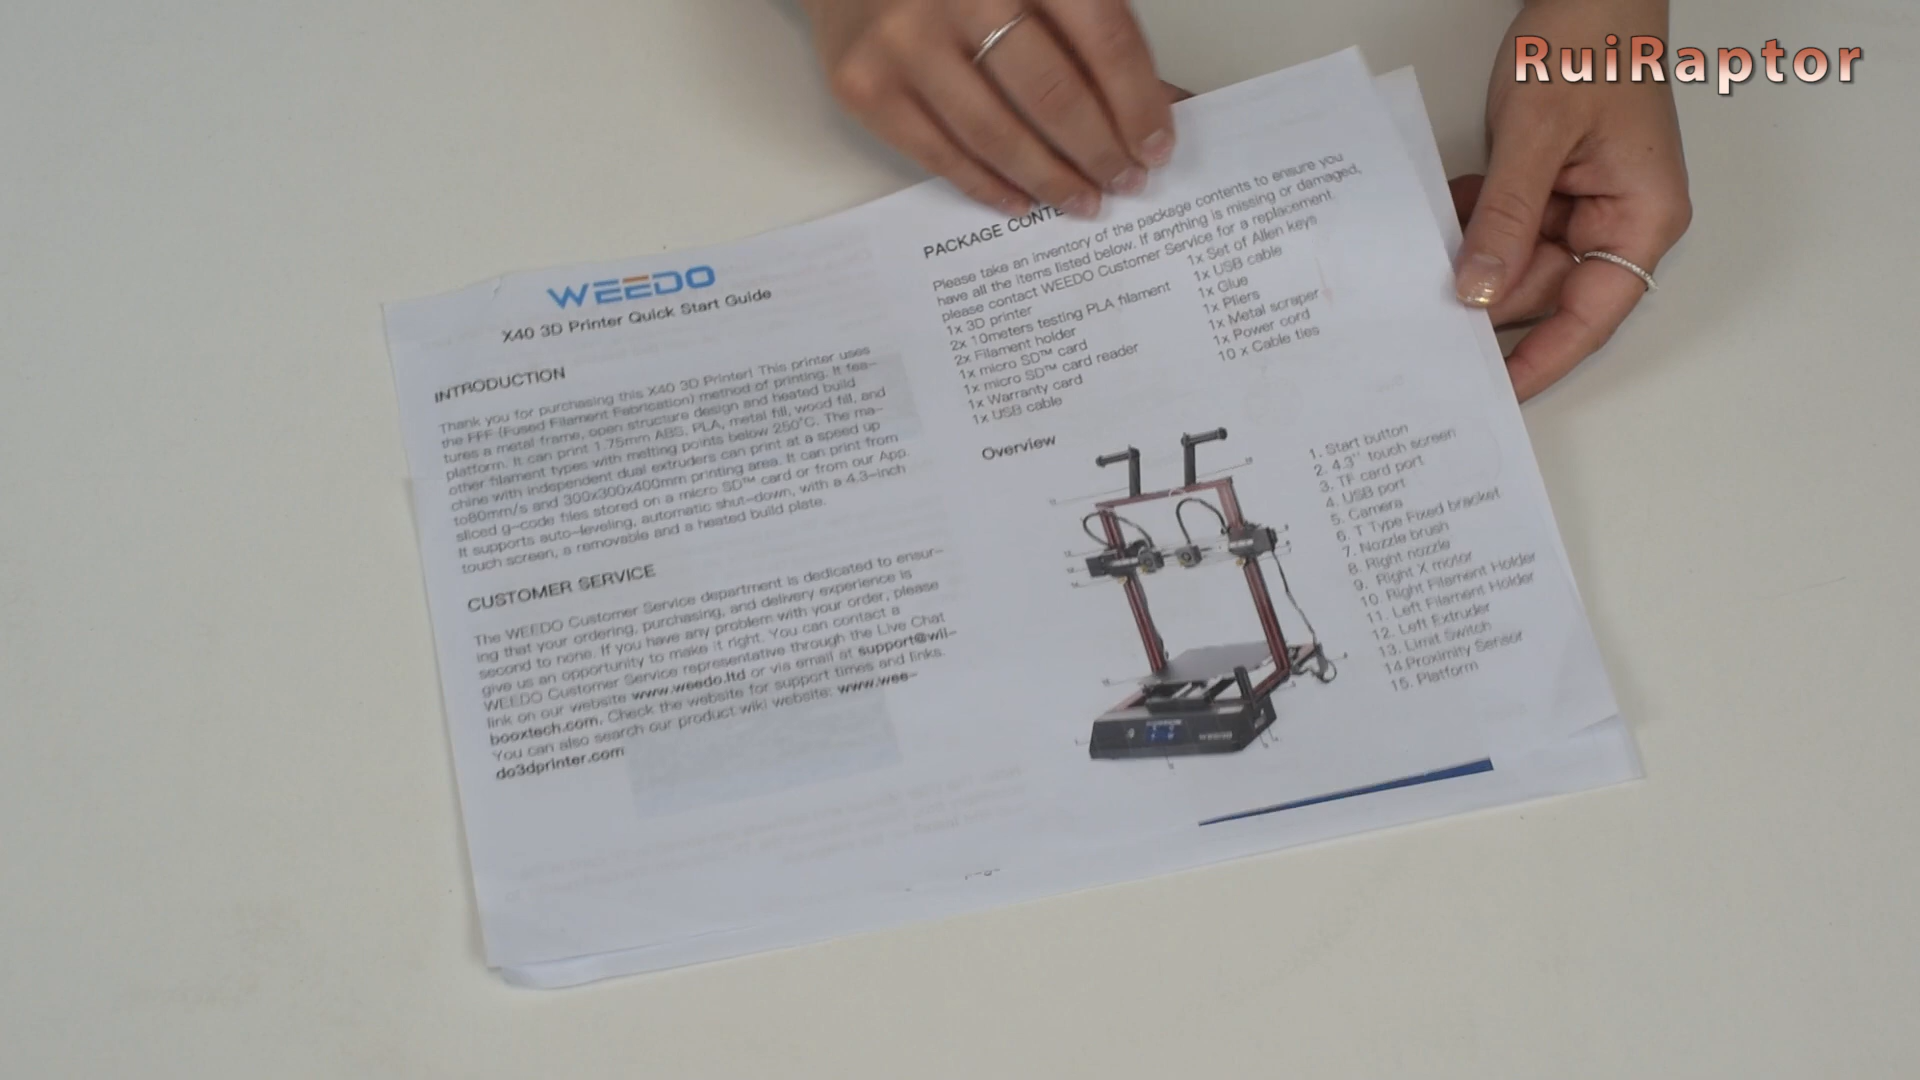 RuiRaptor
WEEDO
X40 3D Printer Quick Start Guide
INTRODUCTION
Thank you for purchasing this X40 3D Printer! This printer uses
the FFF (Fused Filament Fabrication) method of printing. It fea-
tures a metal frame, open structure design and heated build
platform. It can print 1.75mm ABS, PLA, metal fill, wood fill, and
other filament types with melting points below 250°C. The ma-
chine with independent dual extruders can print at a speed up
to80mm/s and 300x300x400mm printing area. It can print from
sliced g-code files stored on a micro SD™ card or from our App.
It supports auto-leveling, automatic shut-down, with a 4.3-inch
touch screen, a removable and a heated build plate.
CUSTOMER SERVICE
The WEEDO Customer Service department is dedicated to ensur-
ing that your ordering, purchasing, and delivery experience is
second to none. If you have any problem with your order, please
give us an opportunity to make it right. You can contact a
WEEDO Customer Service representative through the Live Chat
link on our website www.weedo.ltd or via email at support@wil-
booxtech.com. Check the website for support times and links.
You can also search our product wiki website: www.wee-
do3dprinter.com
PACKAGE CONTE
Please take an inventory of the package contents to ensure you
have all the items listed below. If anything is missing or damaged,
please contact WEEDO Customer Service for a replacement.
1x 3D printer
2x 10meters testing PLA filament
2x Filament holder
1x micro SD™ card
1x micro SD™ card reader
1x Warranty card
1x USB cable
1x Set of Allen keys
1x USB cable
1x Glue
1x Pliers
1x Metal scraper
1x Power cord
10 x Cable ties
Overview
1. Start button
2. 4.3'' touch screen
3. TF card port
4. USB port
5. Camera
6. T Type Fixed bracket
7. Nozzle brush
8. Right nozzle
9. Right X motor
10. Right Filament Holder
11. Left Filament Holder
12. Left Extruder
13. Limit Switch
14.Proximity Sensor
15. Platform